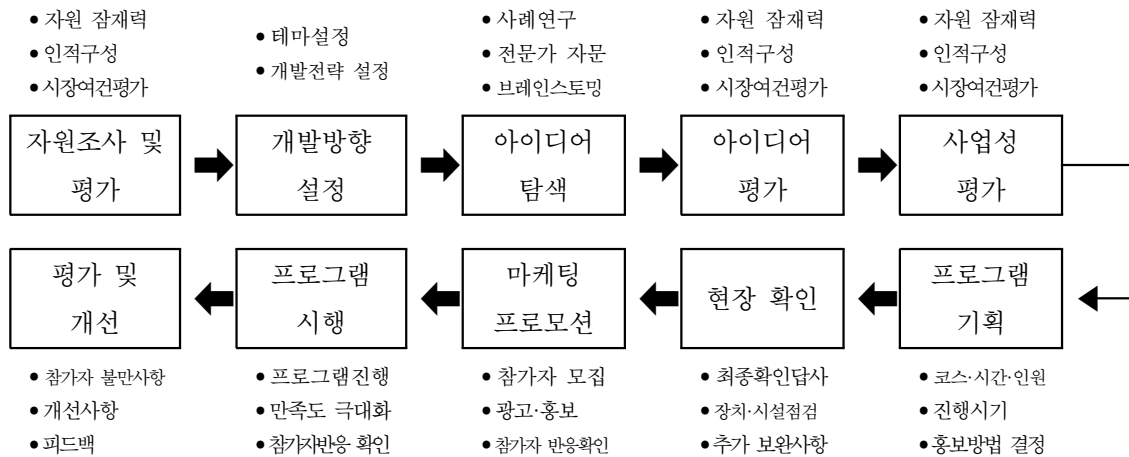 • 자원 잠재력
• 인적구성
• 시장여건평가
• 테마설정
• 개발전략 설정
• 사례연구
• 전문가 자문
• 브레인스토밍
• 자원 잠재력
• 인적구성
• 시장여건평가
• 자원 잠재력
• 인적구성
• 시장여건평가
자원조사 및
평가
개발방향
설정
아이디어
탐색
아이디어
평가
사업성
평가
평가 및
개선
프로그램
시행
마케팅
프로모션
현장 확인
프로그램
기획
• 참가자 불만사항
• 개선사항
• 피드백
• 프로그램진행
• 만족도 극대화
• 참가자반응 확인
• 참가자 모집
• 광고·홍보
• 참가자 반응확인
• 최종확인답사
• 장치·시설점검
• 추가 보완사항
• 코스·시간·인원
• 진행시기
• 홍보방법 결정